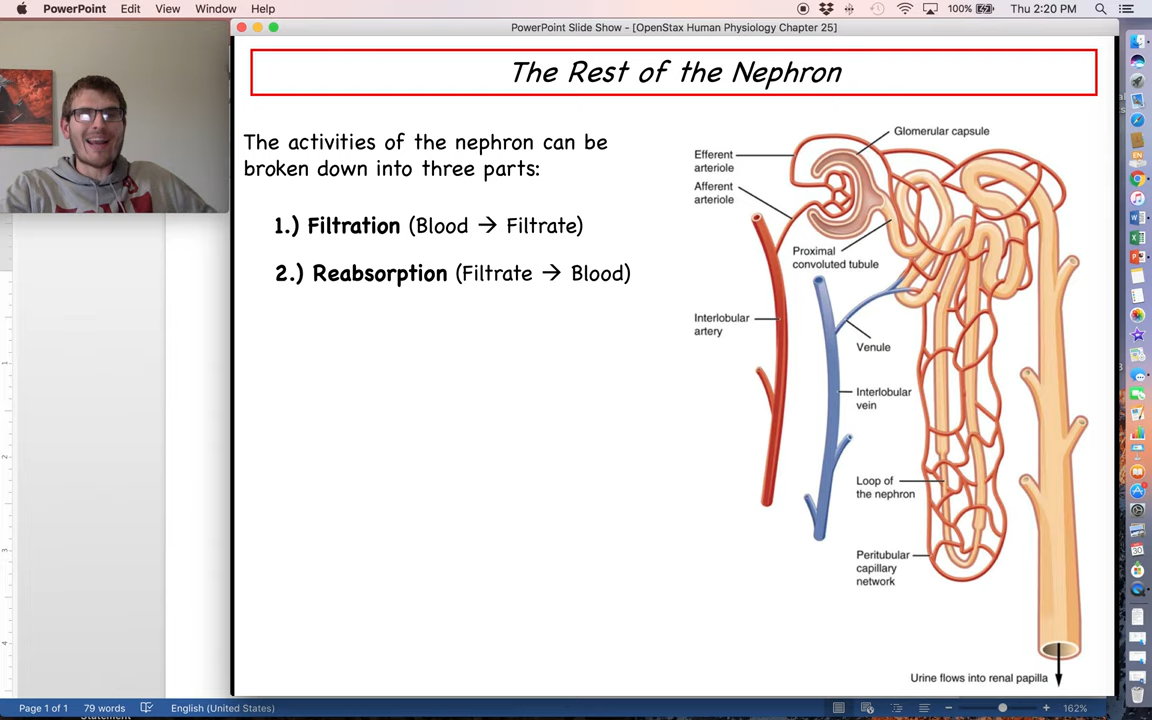 PowerPoint Edit View Window Help 100% Thu 2:20 PM
PowerPoint Slide Show - [OpenStax Human Physiology Chapter 25]
The Rest of the Nephron
The activities of the nephron can be
broken down into three parts:
1.) Filtration (Blood → Filtrate)
2.) Reabsorption (Filtrate → Blood)
Glomerular capsule
Efferent
arteriole
Afferent
arteriole
Proximal
convoluted tubule
Interlobular
artery
Venule
Interlobular
vein
Loop of
the nephron
Peritubular
capillary
network
Urine flows into renal papilla
Page 1 of 1 79 words English (United States) 162%